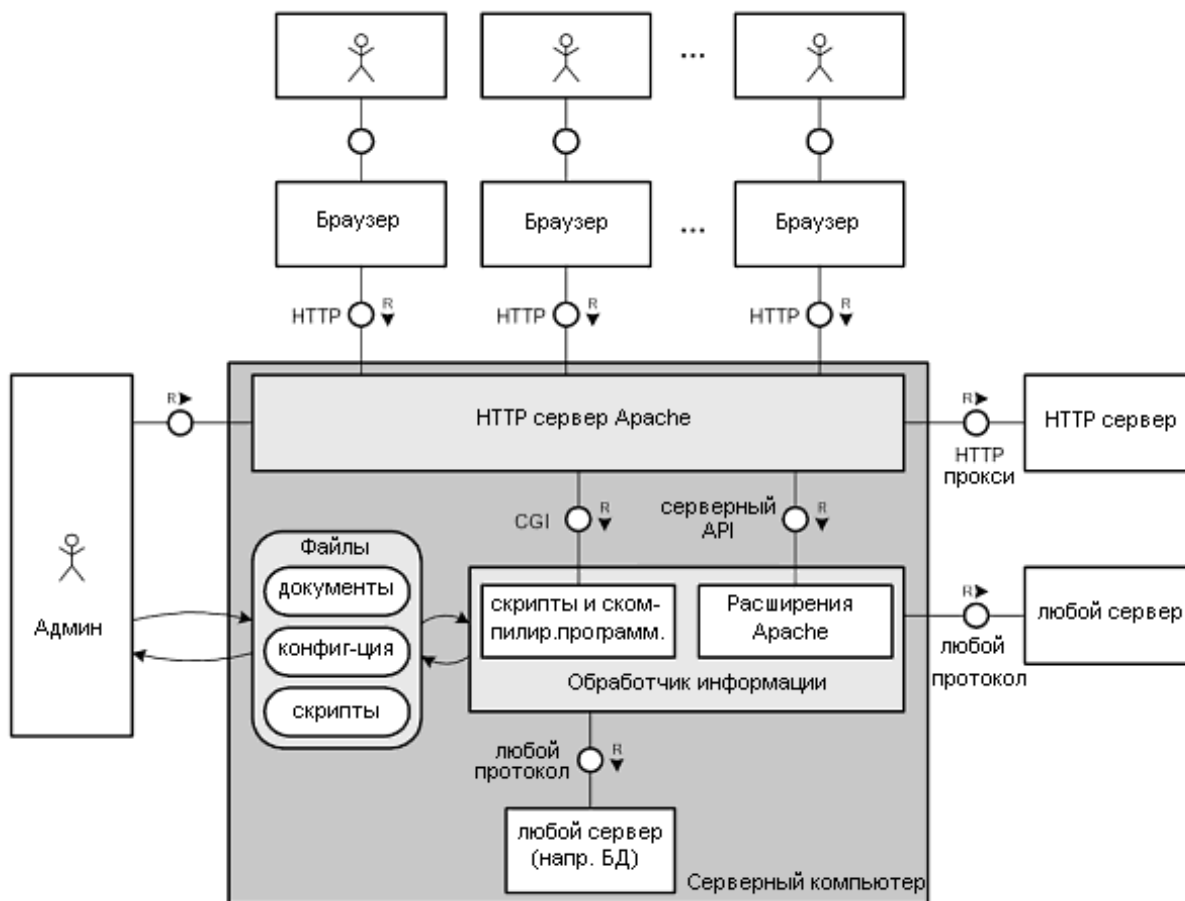 ...
Браузер
Браузер
...
Браузер
HTTP
R
HTTP
R
HTTP
R
R
HTTP сервер Apache
R
HTTP сервер
HTTP
прокси
CGI
R
серверный
API
R
Файлы
документы
конфиг-ция
скрипты
Админ
скрипты и ском-
пилир.программ.
Расширения
Apache
Обработчик информации
R
любой сервер
любой
протокол
любой
протокол
R
любой сервер
(напр. БД)
Серверный компьютер